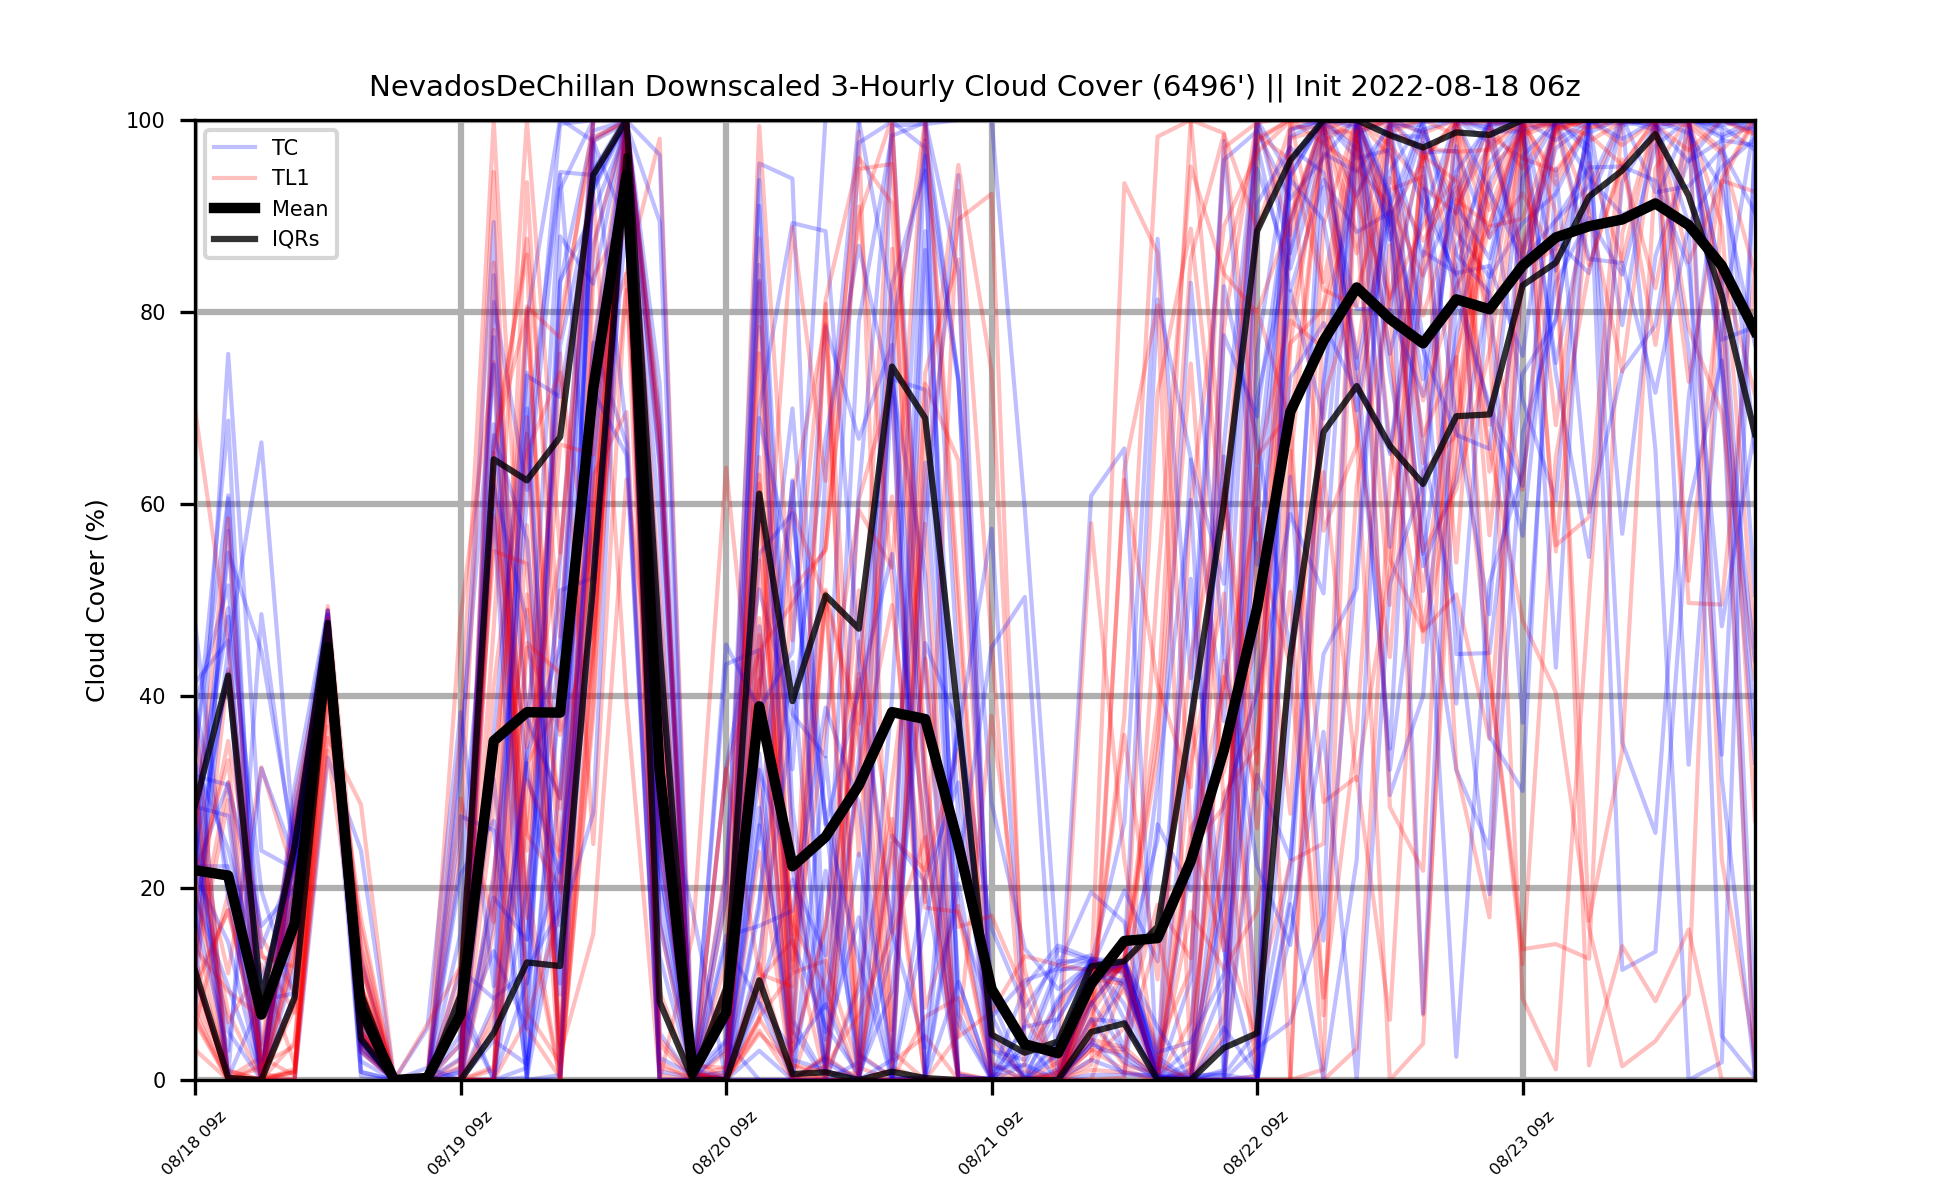 NevadosDeChillan Downscaled 3-Hourly Cloud Cover (6496') || Init 2022-08-18 06z
100
80
60
40
20
0
Cloud Cover (%)
TC
TL1
Mean
IQRs
08/18 09z
08/19 09z
08/20 09z
08/21 09z
08/22 09z
08/23 09z